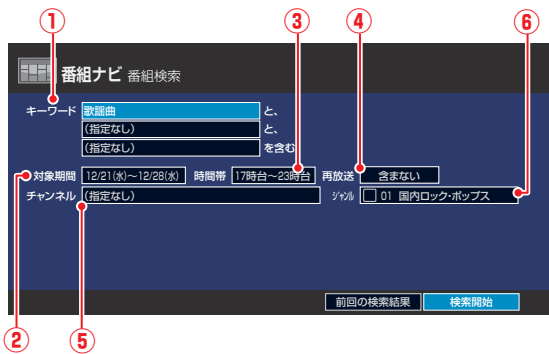 ① ③ ④ ⑥
番組ナビ 番組検索
キーワード 歌謡曲 と、
(指定なし) と、
(指定なし) を含む
対象期間 12/21(水)～12/28(水) 時間帯 17時台～23時台 再放送 含まない
チャンネル (指定なし) ジャンル 01 国内ロック・ポップス
前回の検索結果 検索開始
② ⑤